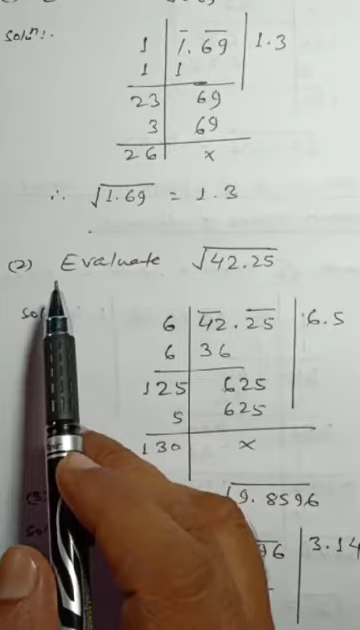 Soln:.
1 | 1.69 | 1.3
1 | 1
23 | 69
3 | 69
26 | x
∴ √1.69 = 1.3
(2) Evaluate √42.25
6 | 42.25 | 6.5
6 | 36
125 | 625
5 | 625
130 | x
√9.8596
3.14